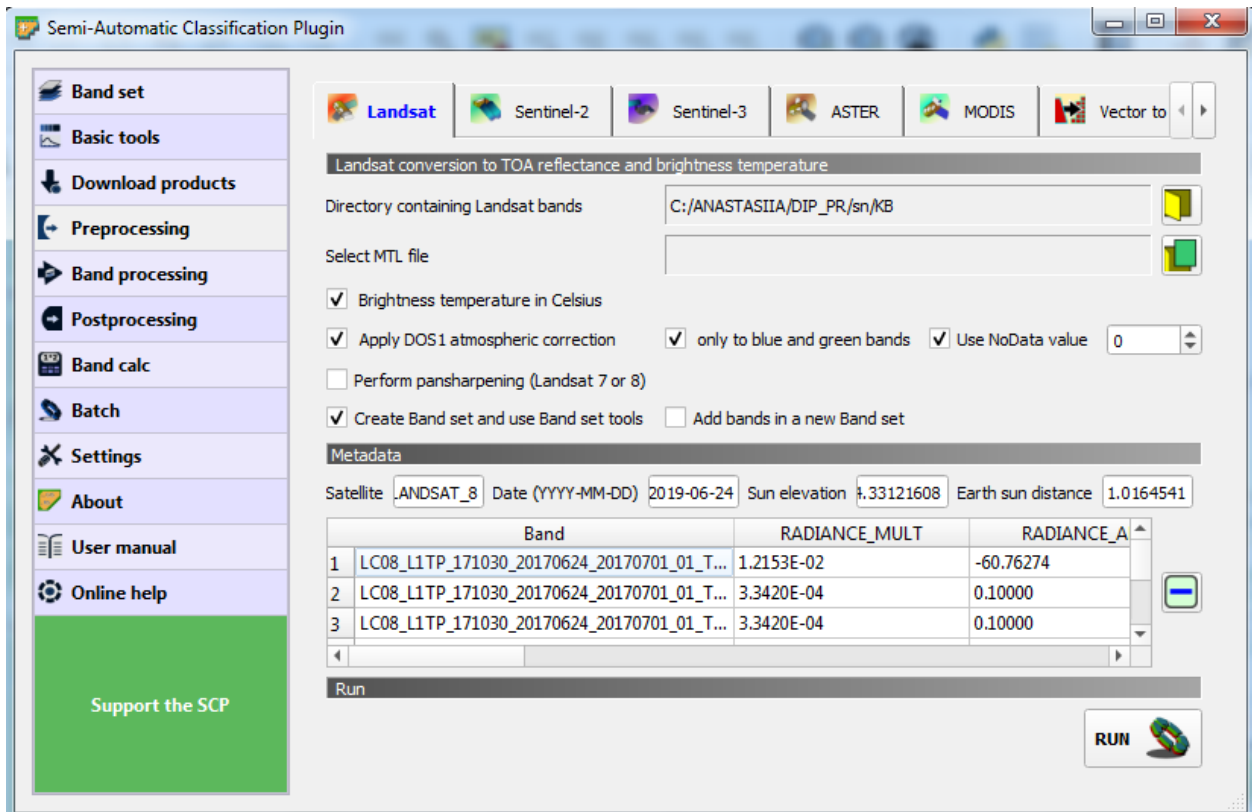 Semi-Automatic Classification Plugin
Band set
Basic tools
Download products
Preprocessing
Band processing
Postprocessing
Band calc
Batch
Settings
About
User manual
Online help
Support the SCP
Landsat Sentinel-2 Sentinel-3 ASTER MODIS Vector to
Landsat conversion to TOA reflectance and brightness temperature
Directory containing Landsat bands C:/ANASTASIIA/DIP_PR/sn/KB
Select MTL file
Brightness temperature in Celsius
Apply DOS1 atmospheric correction only to blue and green bands Use NoData value 0
Perform pansharpening (Landsat 7 or 8)
Create Band set and use Band set tools Add bands in a new Band set
Metadata
Satellite .ANDSAT_8 Date (YYYY-MM-DD) 2019-06-24 Sun elevation 4.33121608 Earth sun distance 1.0164541
Band RADIANCE_MULT RADIANCE_A
1 LC08_L1TP_171030_20170624_20170701_01_T... 1.2153E-02 -60.76274
2 LC08_L1TP_171030_20170624_20170701_01_T... 3.3420E-04 0.10000
3 LC08_L1TP_171030_20170624_20170701_01_T... 3.3420E-04 0.10000
Run
RUN